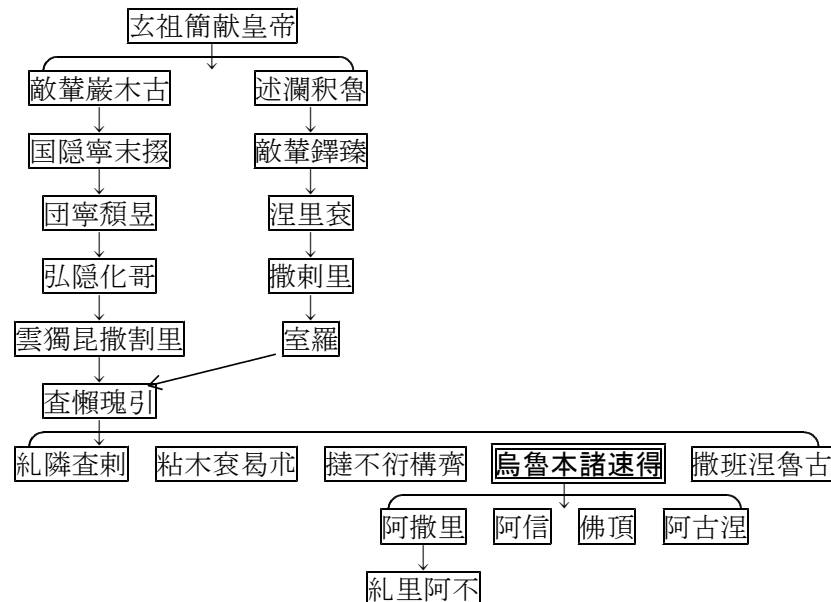 玄祖簡献皇帝
敵輦巌木古 述瀾釈魯
国隠寧末掇 敵輦鐸臻
団寧頽昱 涅里袞
弘隠化哥 撒剌里
雲獨昆撒割里 室羅
査懶瑰引
糺隣査剌 粘木袞曷朮 撻不衍構斉 烏魯本諸速得 撒班涅魯古
阿撒里 阿信 佛頂 阿古涅
糺里阿不